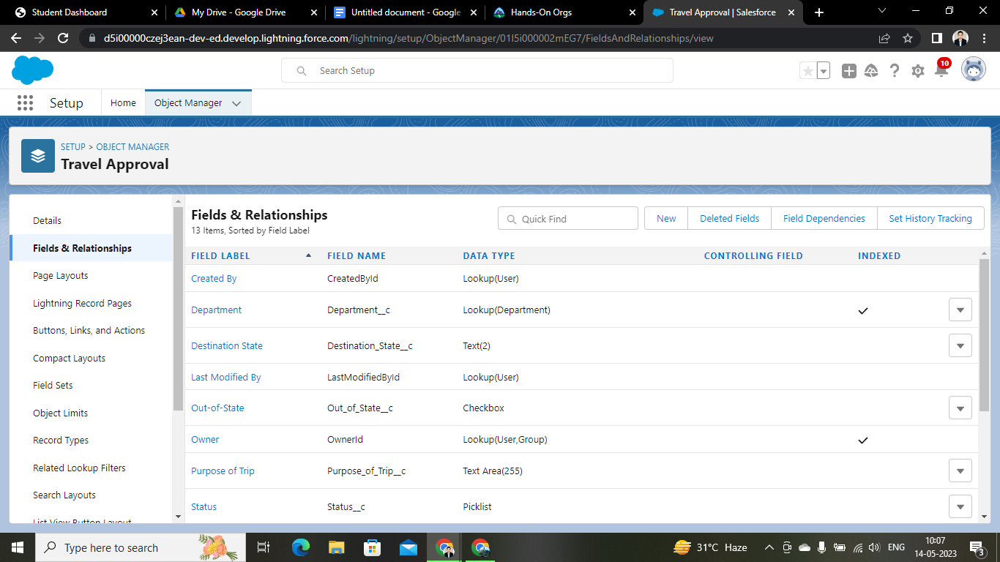 Student Dashboard
My Drive - Google Drive
Untitled document - Google
Hands-On Orgs
Travel Approval | Salesforce
d5i00000czej3ean-dev-ed.develop.lightning.force.com/lightning/setup/ObjectManager/01I5i000002mEG7/FieldsAndRelationships/view
Search Setup
10
Setup
Home
Object Manager
SETUP > OBJECT MANAGER
Travel Approval
Details
Fields & Relationships
Page Layouts
Lightning Record Pages
Buttons, Links, and Actions
Compact Layouts
Field Sets
Object Limits
Record Types
Related Lookup Filters
Search Layouts
List View Button Layout
Fields & Relationships
13 Items, Sorted by Field Label
Quick Find
New
Deleted Fields
Field Dependencies
Set History Tracking
FIELD LABEL FIELD NAME DATA TYPE CONTROLLING FIELD INDEXED
Created By CreatedById Lookup(User)
Department Department__c Lookup(Department)
Destination State Destination_State__c Text(2)
Last Modified By LastModifiedById Lookup(User)
Out-of-State Out_of_State__c Checkbox
Owner OwnerId Lookup(User,Group)
Purpose of Trip Purpose_of_Trip__c Text Area(255)
Status Status__c Picklist
Type here to search
31°C Haze
ENG
10:07
14-05-2023
3